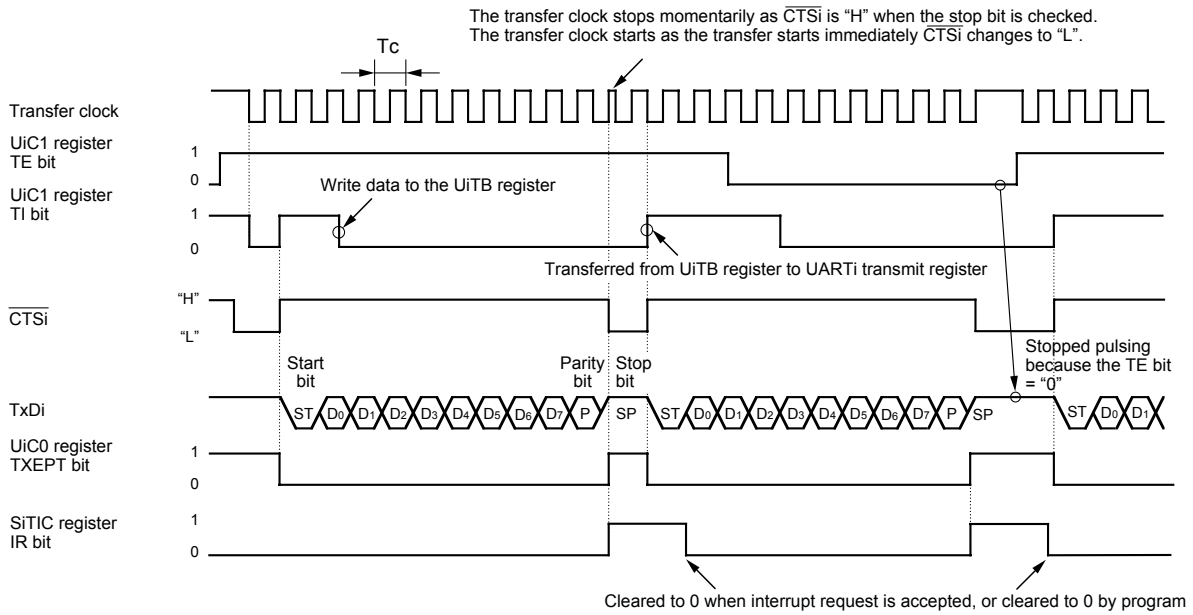 The transfer clock stops momentarily as CTSi is “H” when the stop bit is checked.
The transfer clock starts as the transfer starts immediately CTSi changes to “L”.
Tc
Transfer clock
UiC1 register
TE bit
1
0
Write data to the UiTB register
UiC1 register
TI bit
1
0
Transferred from UiTB register to UARTi transmit register
“H”
CTSi
“L”
Start
bit
Parity
bit
Stop
bit
Stopped pulsing
because the TE bit
= “0”
TxDi
ST D0 D1 D2 D3 D4 D5 D6 D7 P SP ST D0 D1 D2 D3 D4 D5 D6 D7 P SP ST D0 D1
UiC0 register
TXEPT bit
1
0
SiTIC register
IR bit
1
0
Cleared to 0 when interrupt request is accepted, or cleared to 0 by program